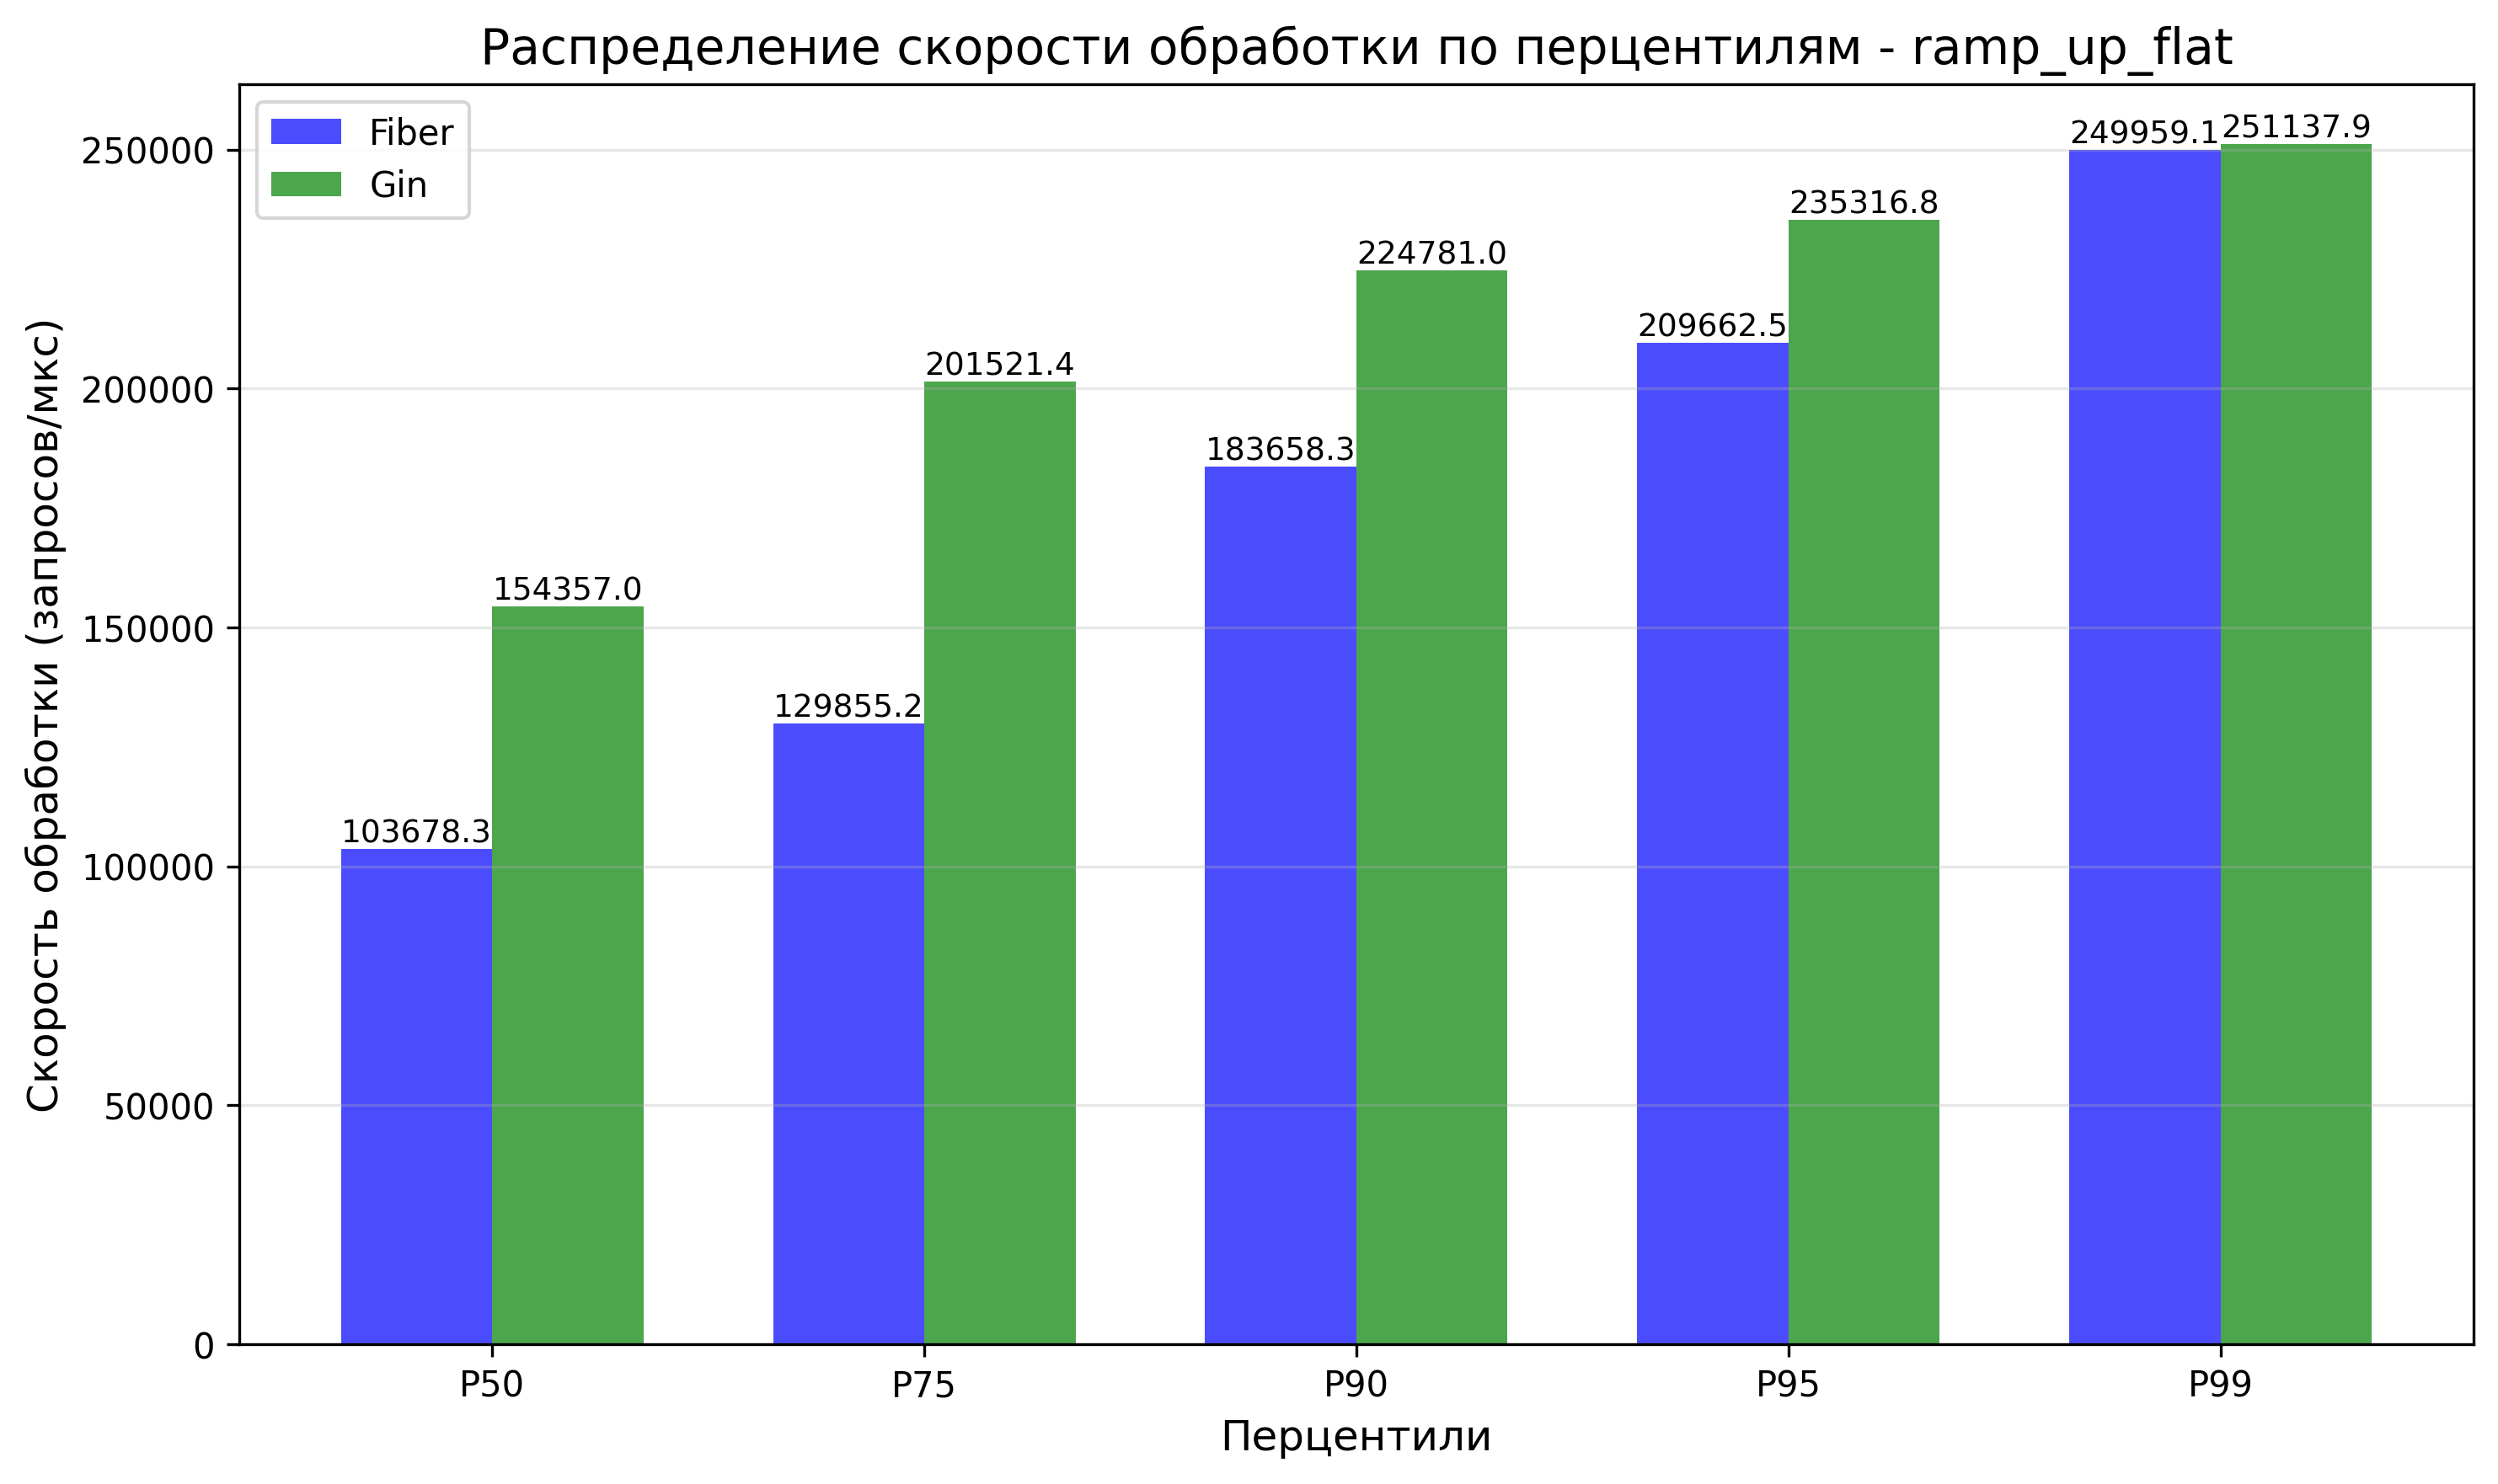 Распределение скорости обработки по перцентилям - ramp_up_flat
Fiber
Gin
Скорость обработки (запросов/мкс)
250000
200000
150000
100000
50000
0
103678.3
154357.0
129855.2
201521.4
183658.3
224781.0
209662.5
235316.8
249959.1
251137.9
P50
P75
P90
P95
P99
Перцентили